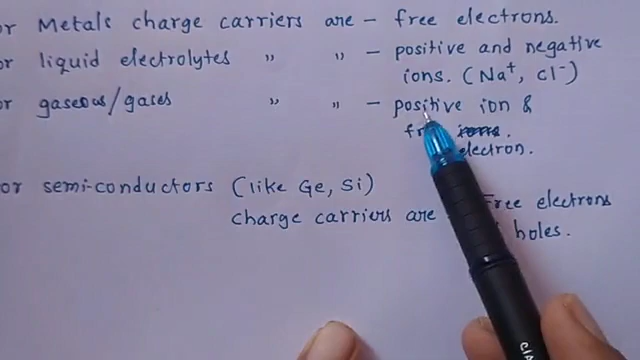 or Metals charge carriers are – free electrons.
or liquid electrolytes " " – positive and negative
ions. (Na⁺, Cl⁻)
or gaseous/gases " " – positive ion &
electron.
or semi-conductors (like Ge, Si)
charge carriers are Free electrons
holes.